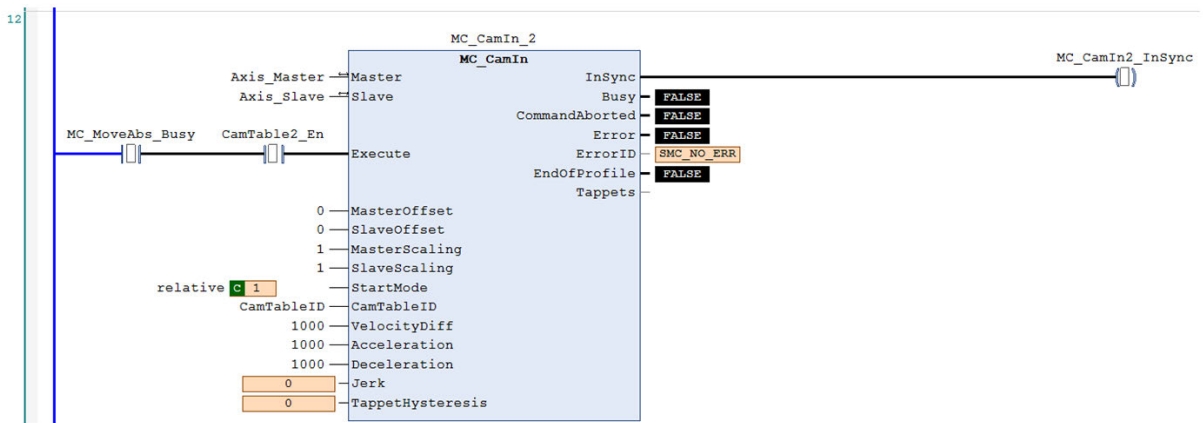 12
MC_CamIn_2
MC_CamIn
MC_CamIn2_InSync
Axis_Master Master InSync
Axis_Slave Slave Busy FALSE
CommandAborted FALSE
MC_MoveAbs_Busy CamTable2_En Error FALSE
Execute ErrorID SMC_NO_ERR
EndOfProfile FALSE
Tappets
0 MasterOffset
0 SlaveOffset
1 MasterScaling
1 SlaveScaling
relative C 1 StartMode
CamTableID CamTableID
1000 VelocityDiff
1000 Acceleration
1000 Deceleration
0 Jerk
0 TappetHysteresis